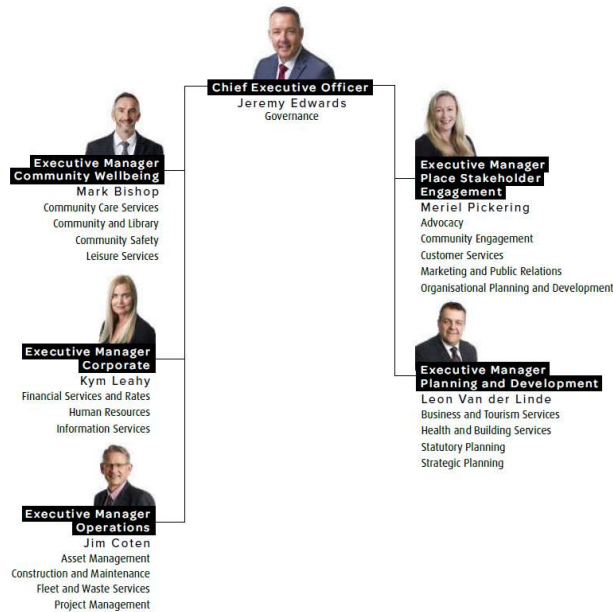 Chief Executive Officer
Jeremy Edwards
Governance
Executive Manager
Community Wellbeing
Mark Bishop
Community Care Services
Community and Library
Community Safety
Leisure Services
Executive Manager
Corporate
Kym Leahy
Financial Services and Rates
Human Resources
Information Services
Executive Manager
Operations
Jim Coten
Asset Management
Construction and Maintenance
Fleet and Waste Services
Project Management
Executive Manager
Place Stakeholder
Engagement
Meriel Pickering
Advocacy
Community Engagement
Customer Services
Marketing and Public Relations
Organisational Planning and Development
Executive Manager
Planning and Development
Leon Van der Linde
Business and Tourism Services
Health and Building Services
Statutory Planning
Strategic Planning